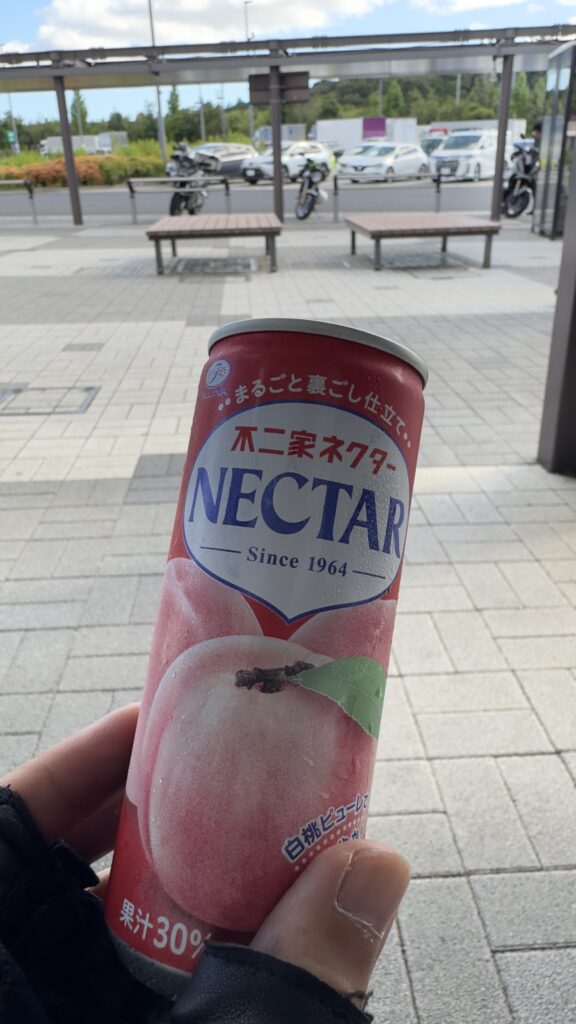 まるごと裏ごし仕立て
不二家ネクター
NECTAR
Since 1964
白桃ピューレ
果汁30%